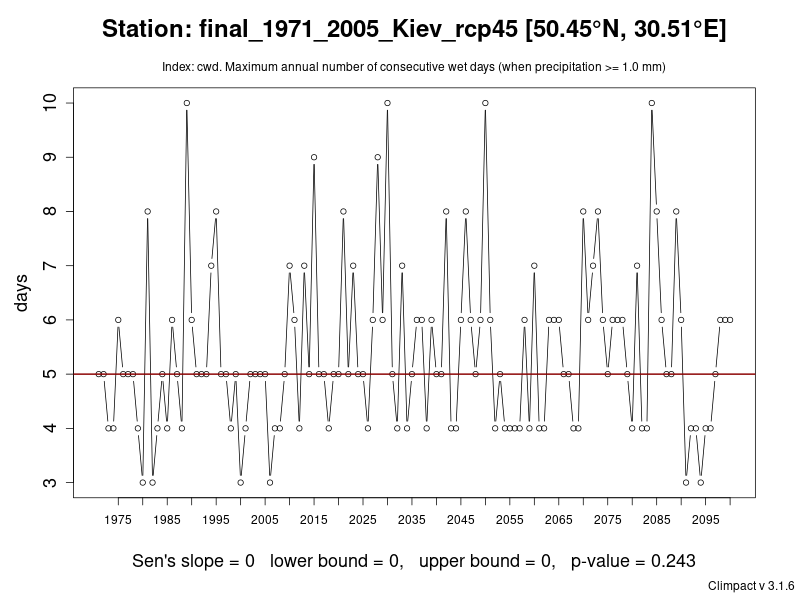 Station: final_1971_2005_Kiev_rcp45 [50.45°N, 30.51°E]
Index: cwd. Maximum annual number of consecutive wet days (when precipitation >= 1.0 mm)
10
9
8
7
6
5
4
3
days
1975 1985 1995 2005 2015 2025 2035 2045 2055 2065 2075 2085 2095
Sen's slope = 0 lower bound = 0, upper bound = 0, p-value = 0.243
Climpact v 3.1.6